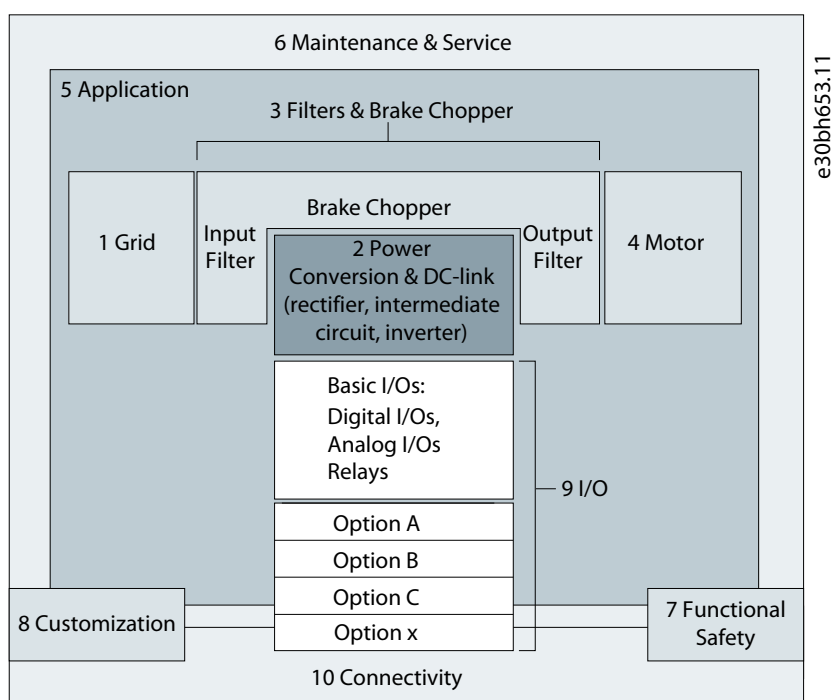 6 Maintenance & Service
5 Application
3 Filters & Brake Chopper
1 Grid
Input
Filter
Brake Chopper
2 Power
Conversion & DC-link
(rectifier, intermediate
circuit, inverter)
Output
Filter
4 Motor
Basic I/Os:
Digital I/Os,
Analog I/Os
Relays
9 I/O
Option A
Option B
Option C
Option x
8 Customization
7 Functional
Safety
10 Connectivity
e30bh653.11